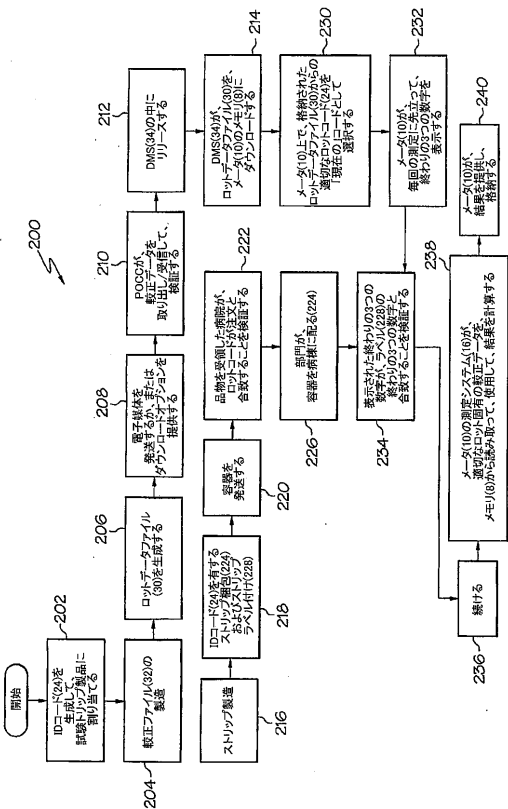 200
開始
202
IDコード(24)を
生成して、
試験トリップ製品に
割り当てる
204
較正ファイル(32)の
製造
206
ロットデータファイル
(30)を生成する
208
電子媒体を
発送するか、または
ダウンロードオプションを
提供する
210
POCCが、
較正データを
取り出し/受信して、
検証する
212
DMS(34)の中に
リリースする
214
DMS(34)が、
ロットデータファイル(30)を、
メータ(10)のメモリ(8)に
ダウンロードする
216
ストリップ製造
218
IDコード(24)を有する
ストリップ梱包(224)
およびストリップ
ラベル付け(228)
220
容器を
発送する
222
品物を受領した病院が、
ロットコードが注文と
合致することを検証する
226
部門が、
容器を病棟に配る(224)
230
メータ(10)上で、格納された
ロットデータファイル(30)からの
適切なロットコード(24)を
「現在の」コードとして
選択する
232
メータ(10)が、
毎回の測定に先立って、
終わりの3つの数字を
表示する
234
表示された終わりの3つの
数字が、ラベル(228)の
終わりの3つの数字と
合致することを検証する
236
続ける
238
メータ(10)の測定システム(16)が、
適切なロット固有の較正データを、
メモリ(8)から読み取って、使用して、結果を計算する
240
メータ(10)が、
結果を提供し、
格納する